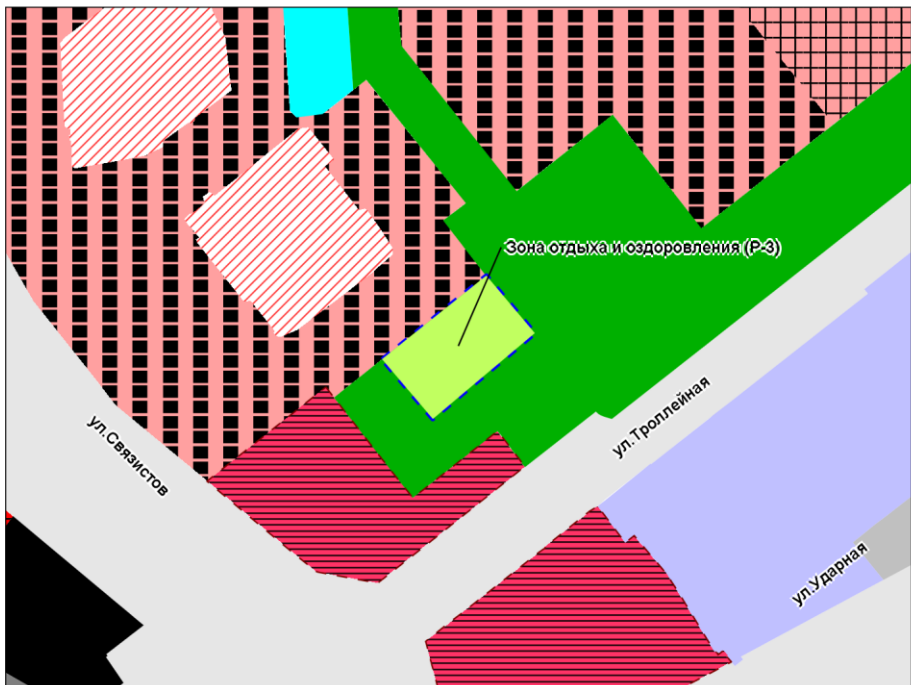 Зона отдыха и оздоровления (Р-3)
ул.Троллейная
ул.Связистов
ул.Ударная